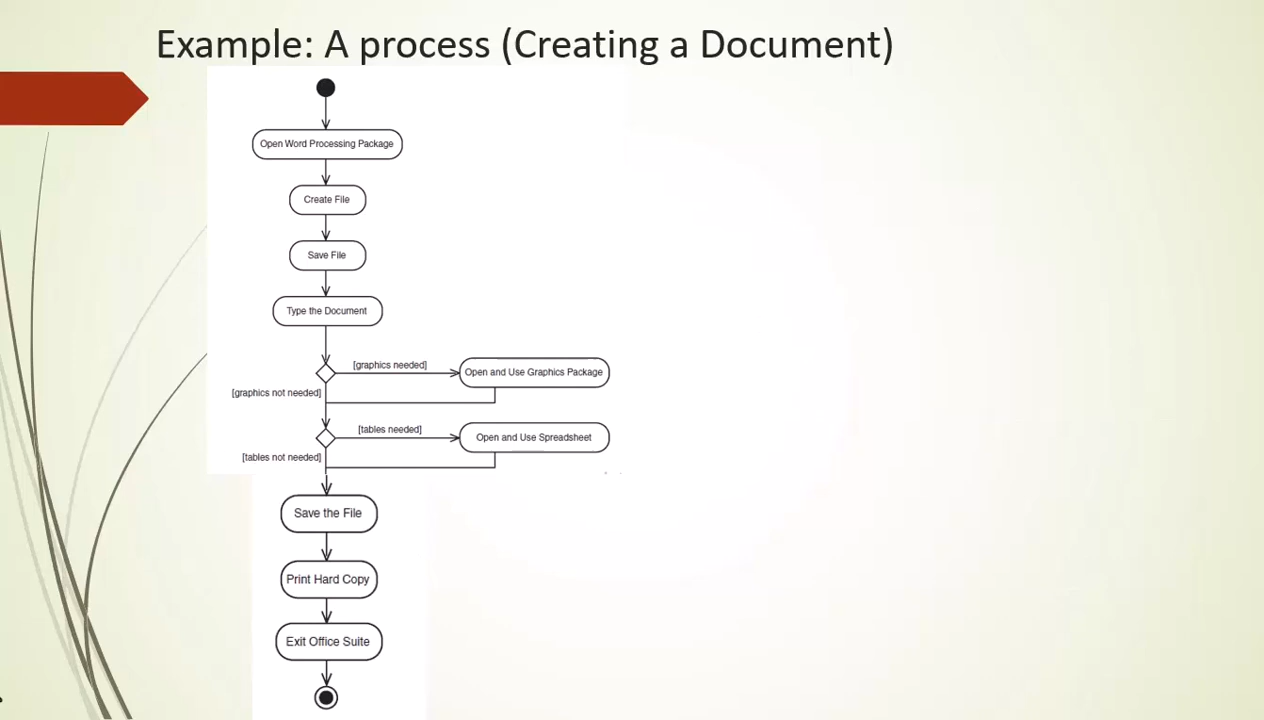 Example: A process (Creating a Document)
Open Word Processing Package
Create File
Save File
Type the Document
[graphics needed]
Open and Use Graphics Package
[graphics not needed]
[tables needed]
Open and Use Spreadsheet
[tables not needed]
Save the File
Print Hard Copy
Exit Office Suite